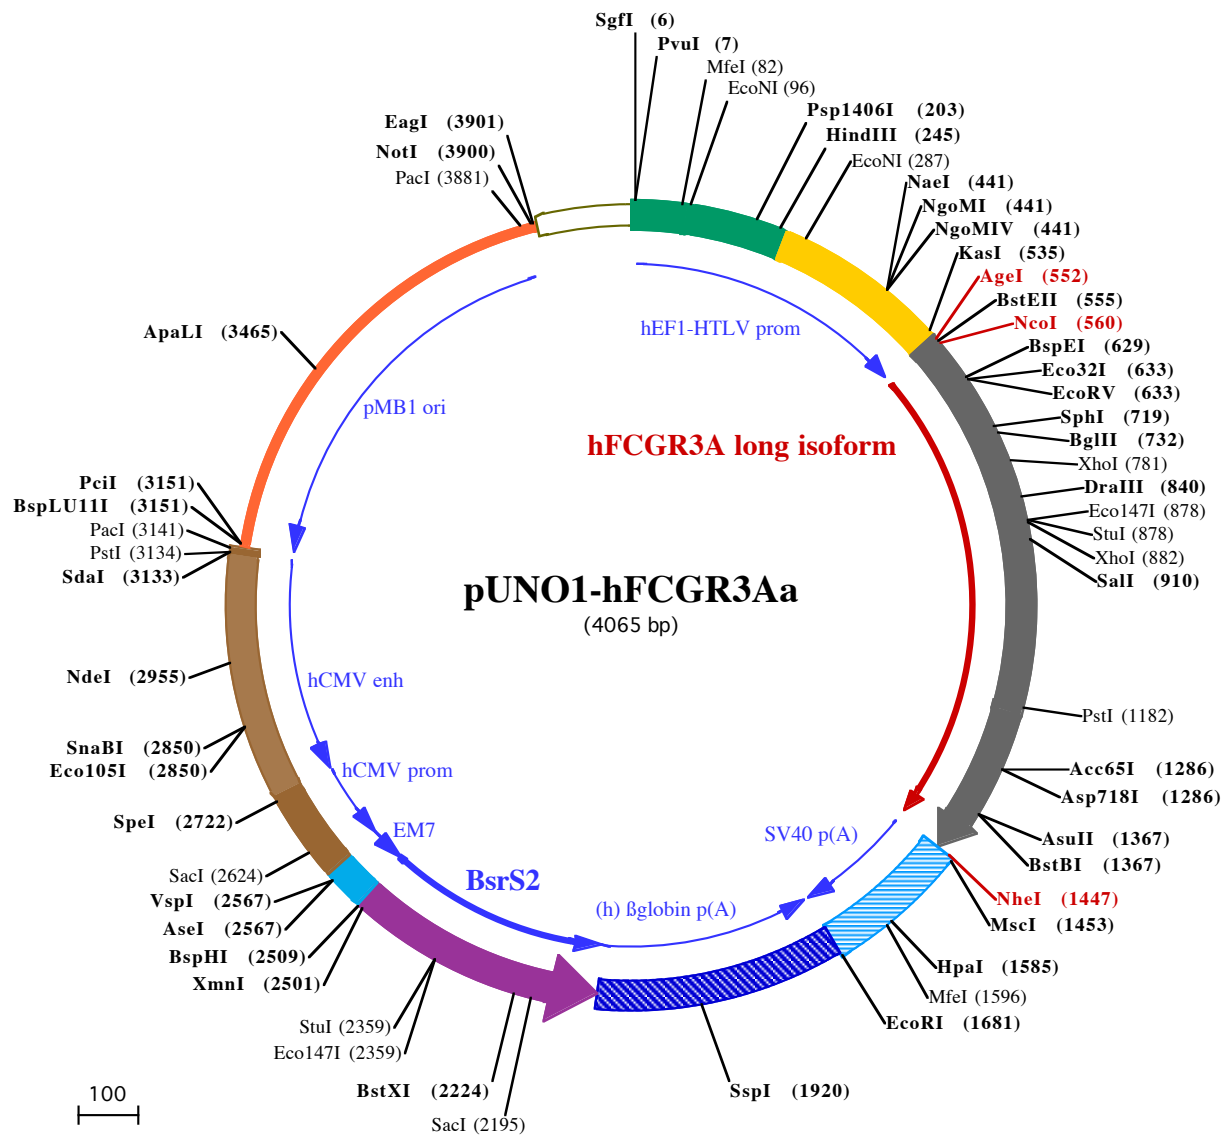 SgfI (6)
PvuI (7)
MfeI (82)
EcoNI (96)
Psp1406I (203)
HindIII (245)
EcoNI (287)
NaeI (441)
NgoMI (441)
NgoMIV (441)
KasI (535)
AgeI (552)
BstEII (555)
NcoI (560)
BspEI (629)
Eco32I (633)
EcoRV (633)
SphI (719)
BglII (732)
XhoI (781)
DraIII (840)
Eco147I (878)
StuI (878)
XhoI (882)
SalI (910)
PstI (1182)
Acc65I (1286)
Asp718I (1286)
AsuII (1367)
BstBI (1367)
NheI (1447)
MscI (1453)
HpaI (1585)
MfeI (1596)
EcoRI (1681)
SspI (1920)
SacI (2195)
BstXI (2224)
Eco147I (2359)
StuI (2359)
XmnI (2501)
BspHI (2509)
AseI (2567)
VspI (2567)
SacI (2624)
SpeI (2722)
Eco105I (2850)
SnaBI (2850)
NdeI (2955)
SdaI (3133)
PstI (3134)
PacI (3141)
BspLU11I (3151)
PciI (3151)
ApaLI (3465)
PacI (3881)
NotI (3900)
EagI (3901)
hEF1-HTLV prom
hFCGR3A long isoform
SV40 p(A)
(h) ßglobin p(A)
BsrS2
EM7
hCMV prom
hCMV enh
pMB1 ori
pUNO1-hFCGR3Aa
(4065 bp)
100